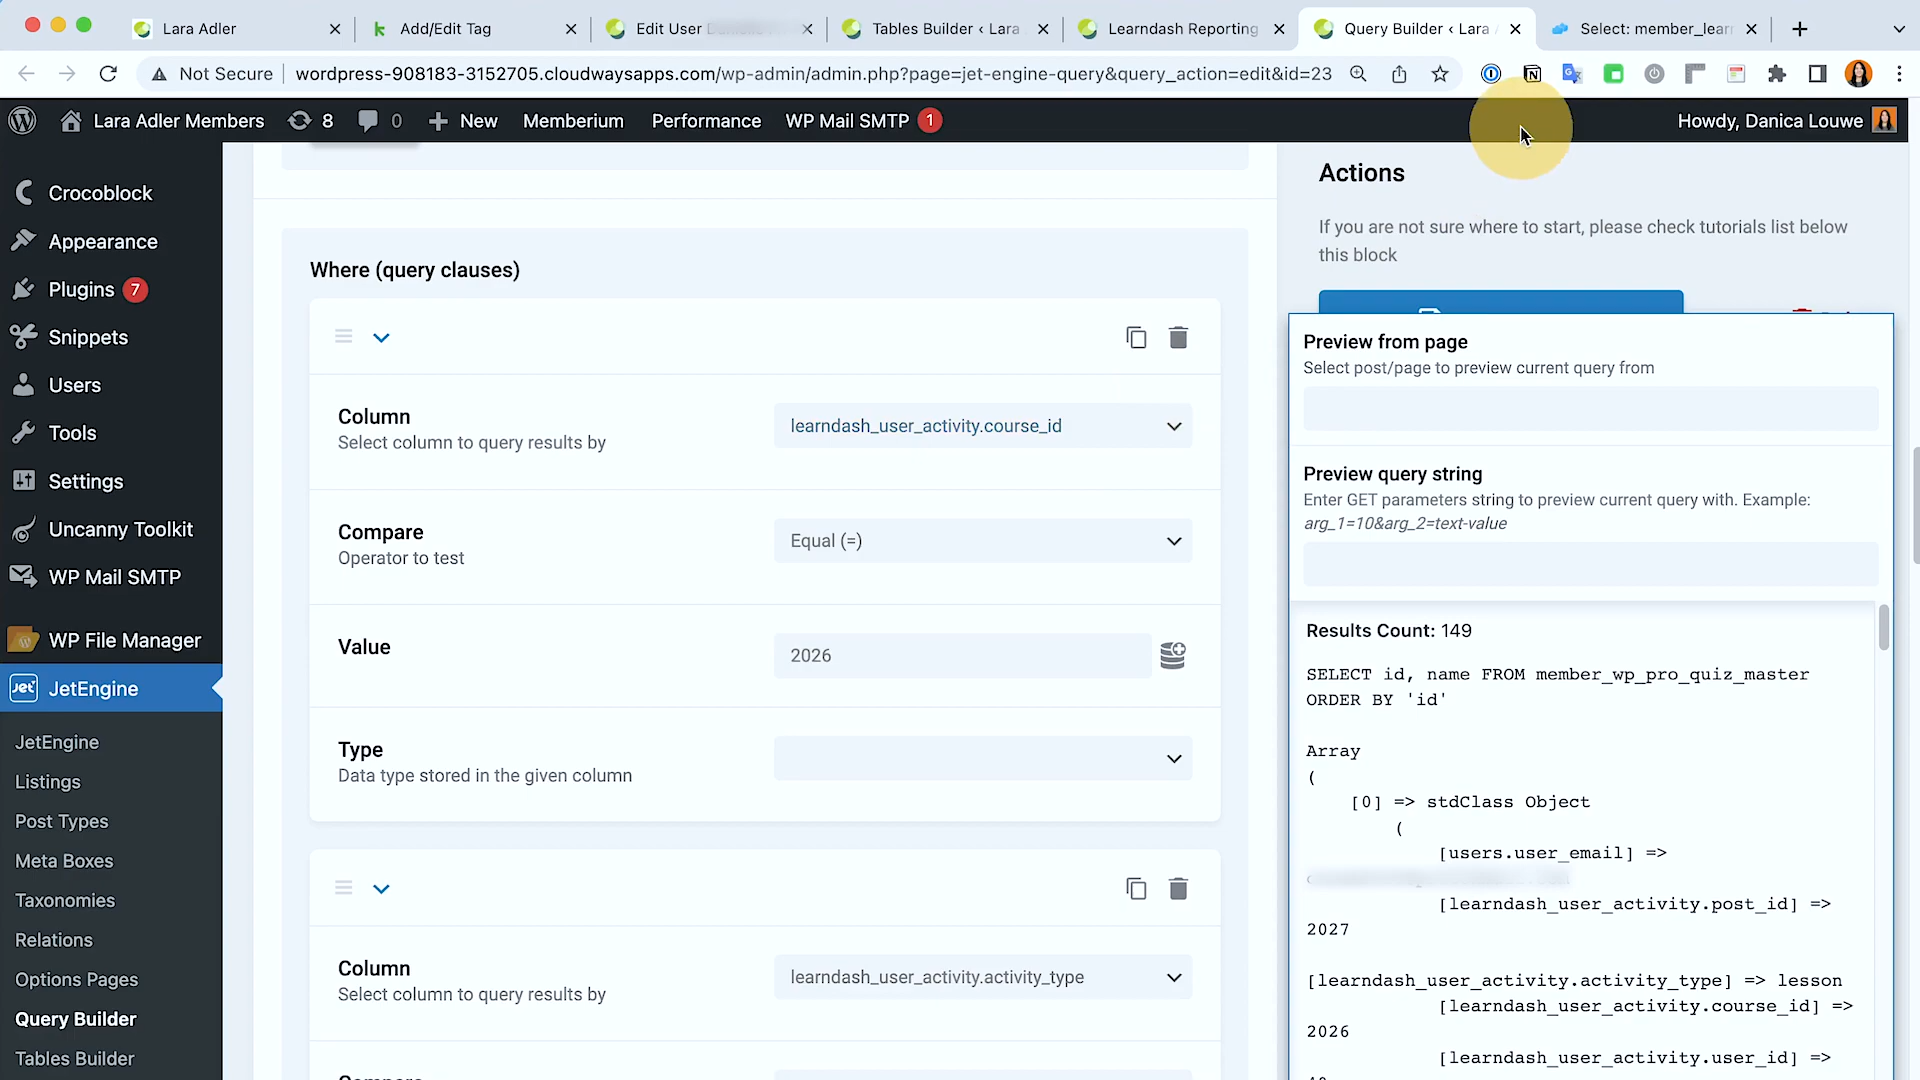 Lara Adler
Add/Edit Tag
Edit User
Tables Builder ‹ Lara
Learndash Reporting
Query Builder ‹ Lara
Select: member_lear
Not Secure
wordpress-908183-3152705.cloudwaysapps.com/wp-admin/admin.php?page=jet-engine-query&query_action=edit&id=23
Lara Adler Members
8
0
New
Memberium
Performance
WP Mail SMTP
1
Howdy, Danica Louwe
Crocoblock
Appearance
Plugins
7
Snippets
Users
Tools
Settings
Uncanny Toolkit
WP Mail SMTP
WP File Manager
Jet
JetEngine
JetEngine
Listings
Post Types
Meta Boxes
Taxonomies
Relations
Options Pages
Query Builder
Tables Builder
Where (query clauses)
Column
Select column to query results by
learndash_user_activity.course_id
Compare
Operator to test
Equal (=)
Value
2026
Type
Data type stored in the given column
Column
Select column to query results by
learndash_user_activity.activity_type
Actions
If you are not sure where to start, please check tutorials list below
this block
Preview from page
Select post/page to preview current query from
Preview query string
Enter GET parameters string to preview current query with. Example:
arg_1=10&arg_2=text-value
Results Count: 149
SELECT id, name FROM member_wp_pro_quiz_master
ORDER BY 'id'
Array
(
[0] => stdClass Object
(
[users.user_email] =>
[learndash_user_activity.post_id] =>
2027
[learndash_user_activity.activity_type] => lesson
[learndash_user_activity.course_id] =>
2026
[learndash_user_activity.user_id] =>